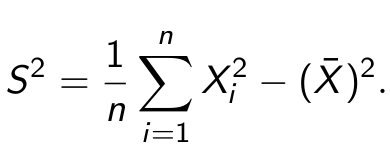 $S^2 = \frac{1}{n} \sum_{i=1}^{n} X_i^2 - (\bar{X})^2.$